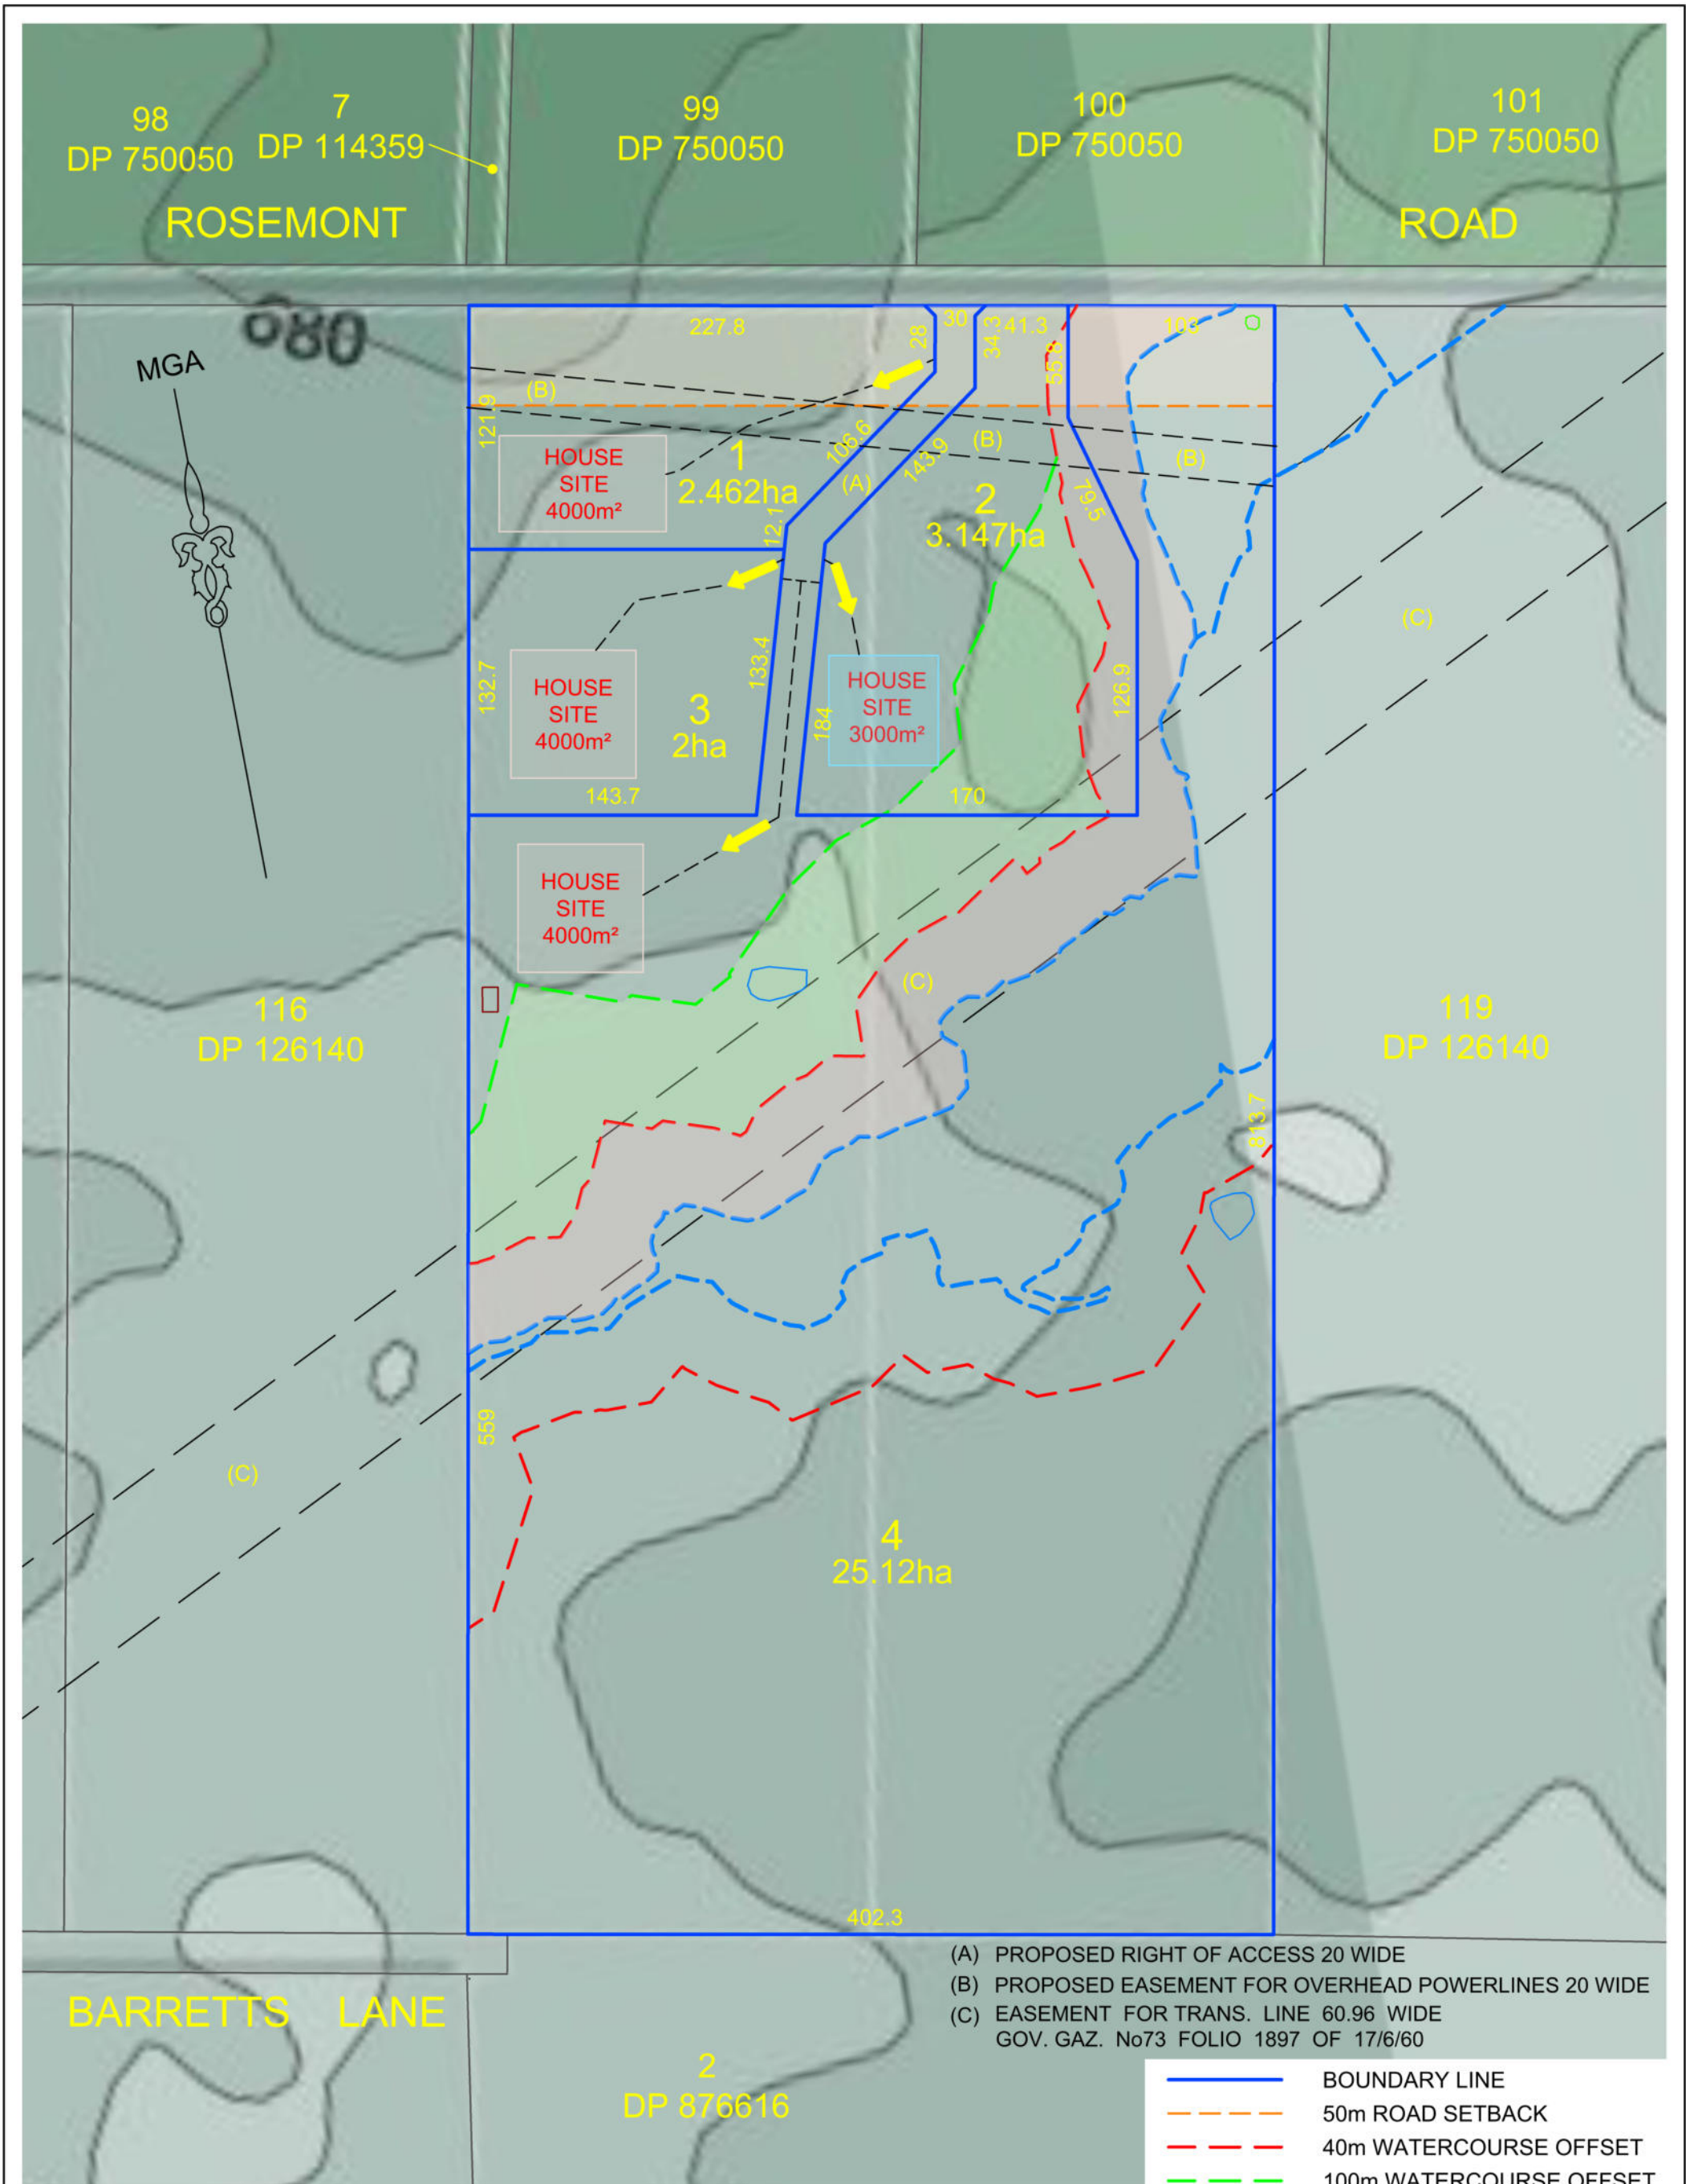 98
DP 750050
7
DP 114359
99
DP 750050
100
DP 750050
101
DP 750050
ROSEMONT
ROAD
680
MGA
227.8
28
30
34.3
41.3
55.8
103
(B)
121.9
HOUSE
SITE
4000m²
1
2.462ha
106.6
(A)
143.9
(B)
(B)
2
3.147ha
79.5
12.1
(C)
132.7
HOUSE
SITE
4000m²
3
2ha
133.4
184
HOUSE
SITE
3000m²
126.9
143.7
170
HOUSE
SITE
4000m²
(C)
116
DP 126140
119
DP 126140
813.7
559
(C)
4
25.12ha
402.3
(A) PROPOSED RIGHT OF ACCESS 20 WIDE
(B) PROPOSED EASEMENT FOR OVERHEAD POWERLINES 20 WIDE
(C) EASEMENT FOR TRANS. LINE 60.96 WIDE
GOV. GAZ. No73 FOLIO 1897 OF 17/6/60
BARRETTS LANE
2
DP 876616
BOUNDARY LINE
50m ROAD SETBACK
40m WATERCOURSE OFFSET
100m WATERCOURSE OFFSET